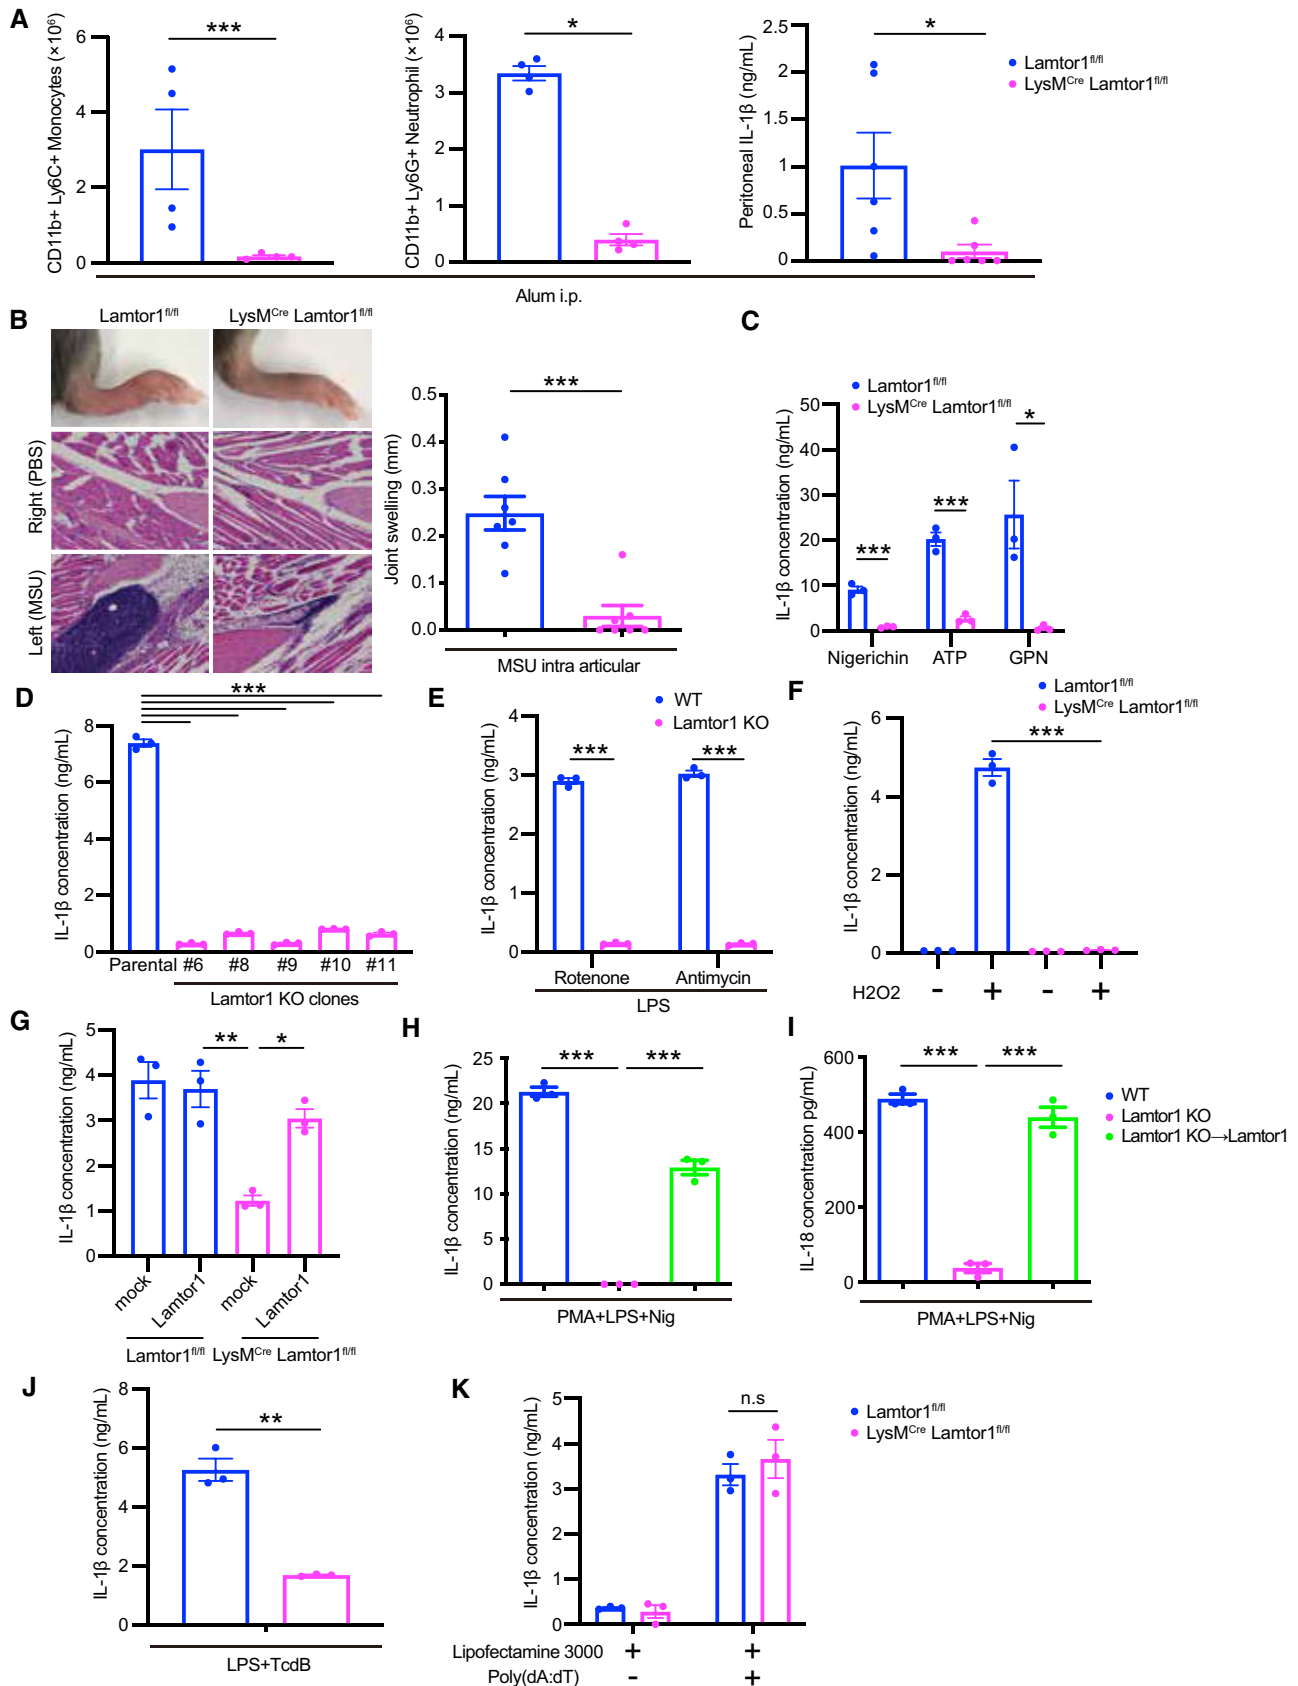 A
CD11b+ Ly6C+ Monocytes (×10⁶)
6
4
2
0
***
CD11b+ Ly6G+ Neutrophil (×10⁶)
4
3
2
1
0
*
Peritoneal IL-1β (ng/mL)
2.5
2
1.5
1
0.5
0
*
Lamtor1fl/fl
LysMCre Lamtor1fl/fl
Alum i.p.
B
Lamtor1fl/fl
LysMCre Lamtor1fl/fl
Right (PBS)
Left (MSU)
Joint swelling (mm)
0.5
0.4
0.3
0.2
0.1
0.0
***
MSU intra articular
C
Lamtor1fl/fl
LysMCre Lamtor1fl/fl
IL-1β concentration (ng/mL)
50
40
30
20
10
0
***
***
*
Nigerichin ATP GPN
D
IL-1β concentration (ng/mL)
8
6
4
2
0
***
Parental #6 #8 #9 #10 #11
Lamtor1 KO clones
E
WT
Lamtor1 KO
IL-1β concentration (ng/mL)
4
3
2
1
0
***
***
Rotenone Antimycin
LPS
F
Lamtor1fl/fl
LysMCre Lamtor1fl/fl
IL-1β concentration (ng/mL)
6
4
2
0
***
H2O2 - + - +
G
IL-1β concentration (ng/mL)
5
4
3
2
1
0
** *
mock Lamtor1 mock Lamtor1
Lamtor1fl/fl LysMCre Lamtor1fl/fl
H
IL-1β concentration (ng/mL)
25
20
15
10
5
0
*** ***
PMA+LPS+Nig
I
IL-18 concentration pg/mL)
600
400
200
0
*** ***
PMA+LPS+Nig
WT
Lamtor1 KO
Lamtor1 KO→Lamtor1
J
IL-1β concentration (ng/mL)
8
6
4
2
0
**
LPS+TcdB
K
IL-1β concentration (ng/mL)
5
4
3
2
1
0
n.s
Lamtor1fl/fl
LysMCre Lamtor1fl/fl
Lipofectamine 3000 + +
Poly(dA:dT) - +